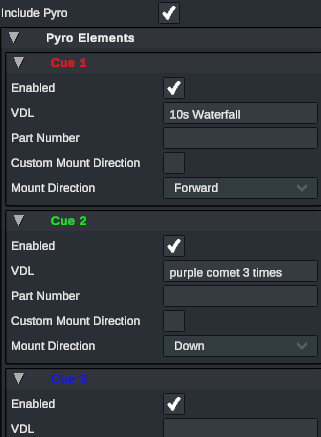 Include Pyro
Pyro Elements
Cue 1
Enabled
VDL 10s Waterfall
Part Number
Custom Mount Direction
Mount Direction Forward
Cue 2
Enabled
VDL purple comet 3 times
Part Number
Custom Mount Direction
Mount Direction Down
Cue 3
Enabled
VDL